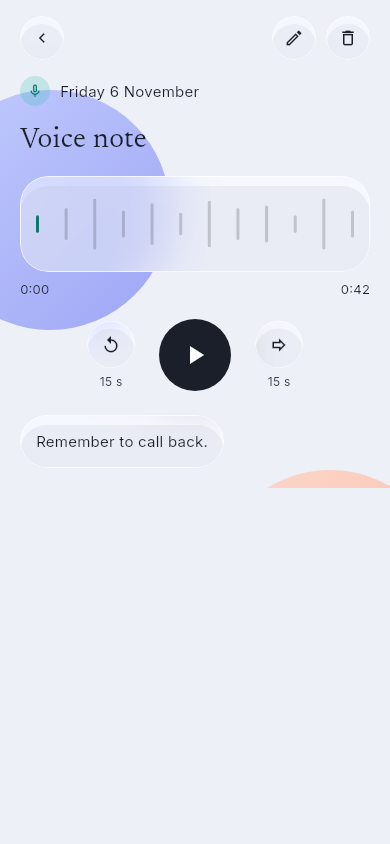 Friday 6 November
Voice note
0:00 0:42
15 s 15 s
Remember to call back.